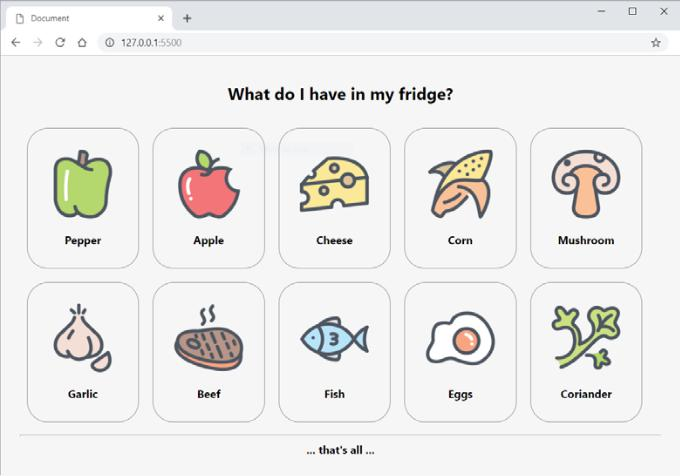 Document
127.0.0.1:5500
What do I have in my fridge?
Pepper
Apple
Cheese
Corn
Mushroom
Garlic
Beef
Fish
Eggs
Coriander
... that's all ...